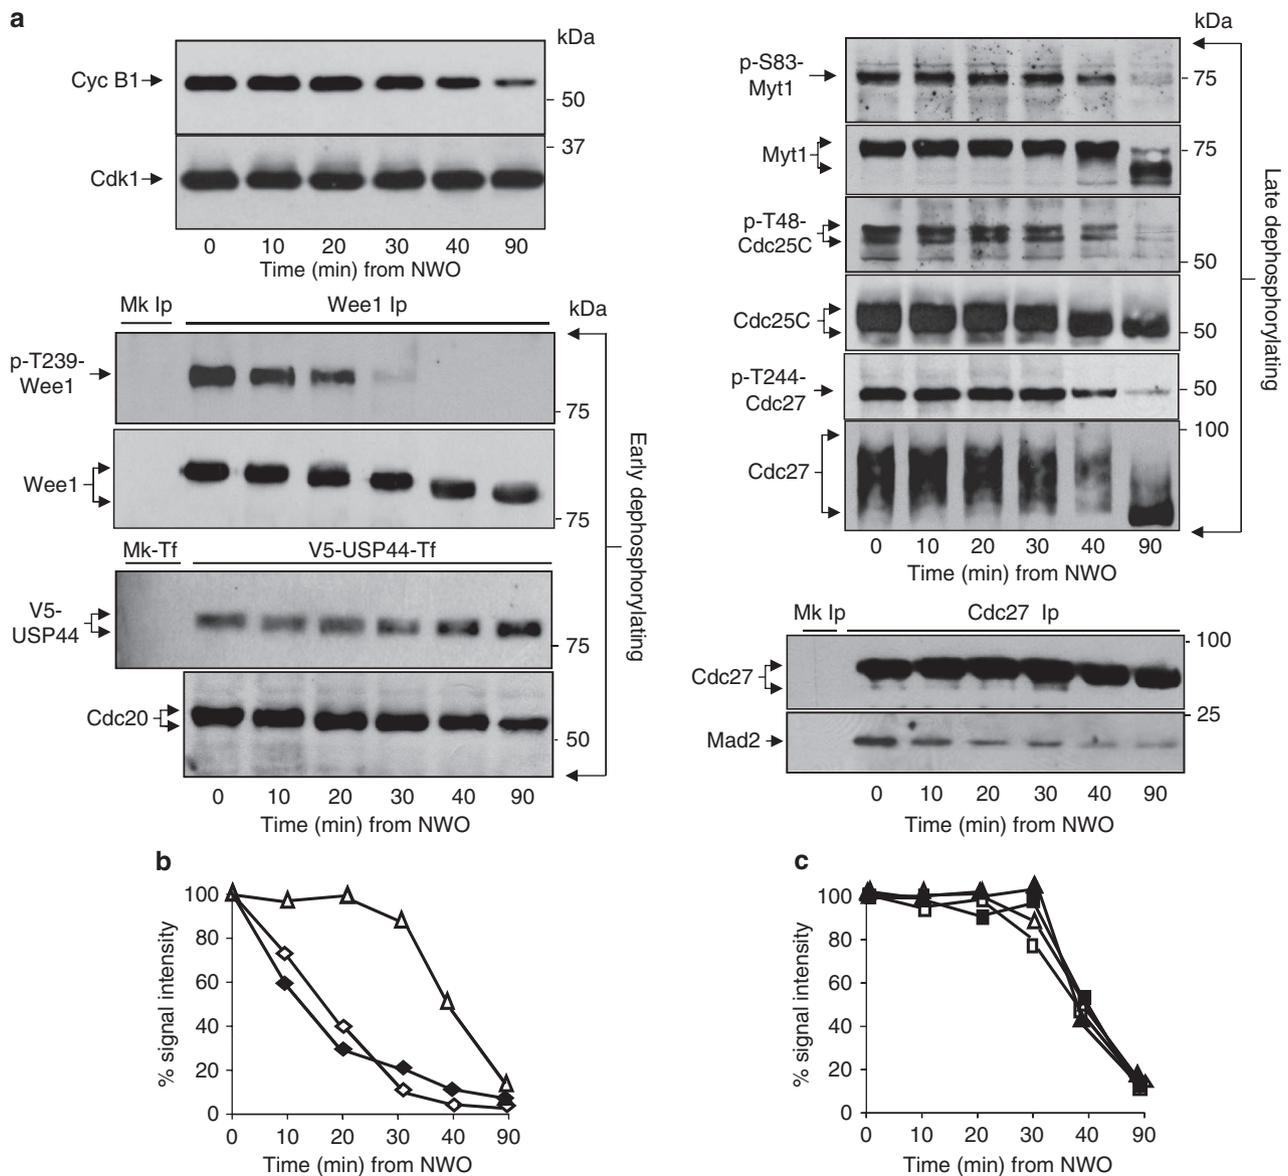 a
kDa
Cyc B1
50
37
Cdk1
0 10 20 30 40 90
Time (min) from NWO
Mk Ip Wee1 Ip
kDa
p-T239-
Wee1
75
Wee1
75
Mk-Tf V5-USP44-Tf
V5-
USP44
75
Cdc20
50
0 10 20 30 40 90
Time (min) from NWO
Early dephosphorylating
kDa
p-S83-
Myt1
75
Myt1
75
p-T48-
Cdc25C
50
Cdc25C
50
p-T244-
Cdc27
50
100
Cdc27
0 10 20 30 40 90
Time (min) from NWO
Late dephosphorylating
Mk Ip Cdc27 Ip
100
Cdc27
25
Mad2
0 10 20 30 40 90
Time (min) from NWO
b
% signal intensity
100
80
60
40
20
0
0 10 20 30 40 90
Time (min) from NWO
c
% signal intensity
100
80
60
40
20
0
0 10 20 30 40 90
Time (min) from NWO